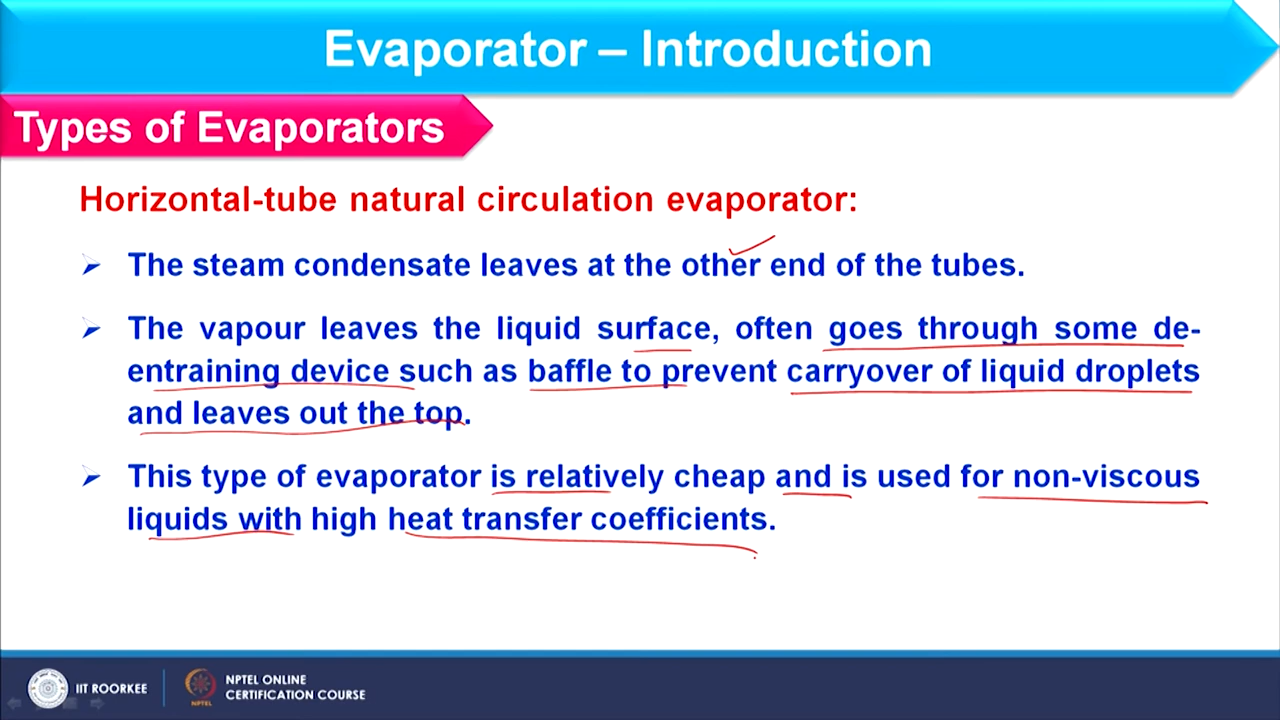 Evaporator – Introduction
Types of Evaporators
Horizontal-tube natural circulation evaporator:
The steam condensate leaves at the other end of the tubes.
The vapour leaves the liquid surface, often goes through some de-
entraining device such as baffle to prevent carryover of liquid droplets
and leaves out the top.
This type of evaporator is relatively cheap and is used for non-viscous
liquids with high heat transfer coefficients.
IIT ROORKEE
NPTEL
NPTEL ONLINE
CERTIFICATION COURSE